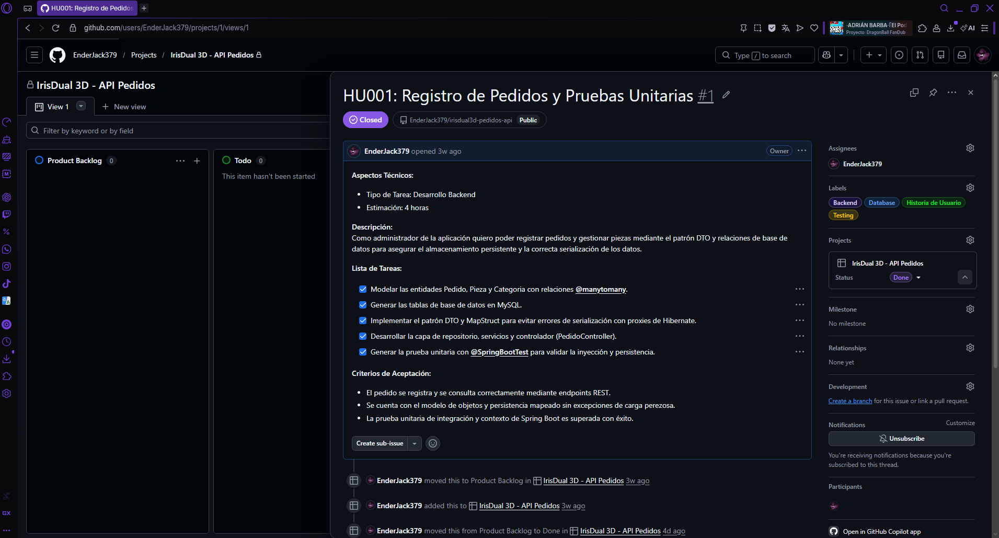 HU001: Registro de Pedidos
github.com/users/EnderJack379/projects/1/views/1
·ADRIÁN BARBA·⎡El Pod
Proyecto: DragonBall FanDub
AI
EnderJack379 / Projects / IrisDual 3D - API Pedidos
Type / to search
IrisDual 3D - API Pedidos
View 1
New view
Filter by keyword or by field
Product Backlog 0
Todo 0
This item hasn't been started
HU001: Registro de Pedidos y Pruebas Unitarias #1
Closed
EnderJack379/irisdual3d-pedidos-api Public
EnderJack379 opened 3w ago
Owner
Aspectos Técnicos:
Tipo de Tarea: Desarrollo Backend
Estimación: 4 horas
Descripción:
Como administrador de la aplicación quiero poder registrar pedidos y gestionar piezas mediante el patrón DTO y relaciones de base de
datos para asegurar el almacenamiento persistente y la correcta serialización de los datos.
Lista de Tareas:
Modelar las entidades Pedido, Pieza y Categoria con relaciones @manytomany.
Generar las tablas de base de datos en MySQL.
Implementar el patrón DTO y MapStruct para evitar errores de serialización con proxies de Hibernate.
Desarrollar la capa de repositorio, servicios y controlador (PedidoController).
Generar la prueba unitaria con @SpringBootTest para validar la inyección y persistencia.
Criterios de Aceptación:
El pedido se registra y se consulta correctamente mediante endpoints REST.
Se cuenta con el modelo de objetos y persistencia mapeado sin excepciones de carga perezosa.
La prueba unitaria de integración y contexto de Spring Boot es superada con éxito.
Create sub-issue
EnderJack379 moved this to Product Backlog in IrisDual 3D - API Pedidos 3w ago
EnderJack379 added this to IrisDual 3D - API Pedidos 3w ago
EnderJack379 moved this from Product Backlog to Done in IrisDual 3D - API Pedidos 4d ago
Assignees
EnderJack379
Labels
Backend Database Historia de Usuario
Testing
Projects
IrisDual 3D - API Pedidos
Status Done
Milestone
No milestone
Relationships
None yet
Development
Create a branch for this issue or link a pull request.
Notifications
Customize
Unsubscribe
You're receiving notifications because you're
subscribed to this thread.
Participants
Open in GitHub Copilot app
GX